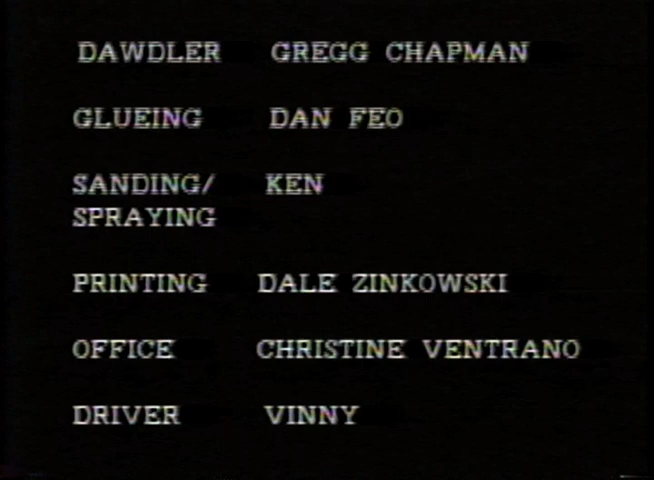 DAWDLER GREGG CHAPMAN
GLUEING DAN FEO
SANDING/ KEN
SPRAYING
PRINTING DALE ZINKOWSKI
OFFICE CHRISTINE VENTRANO
DRIVER VINNY